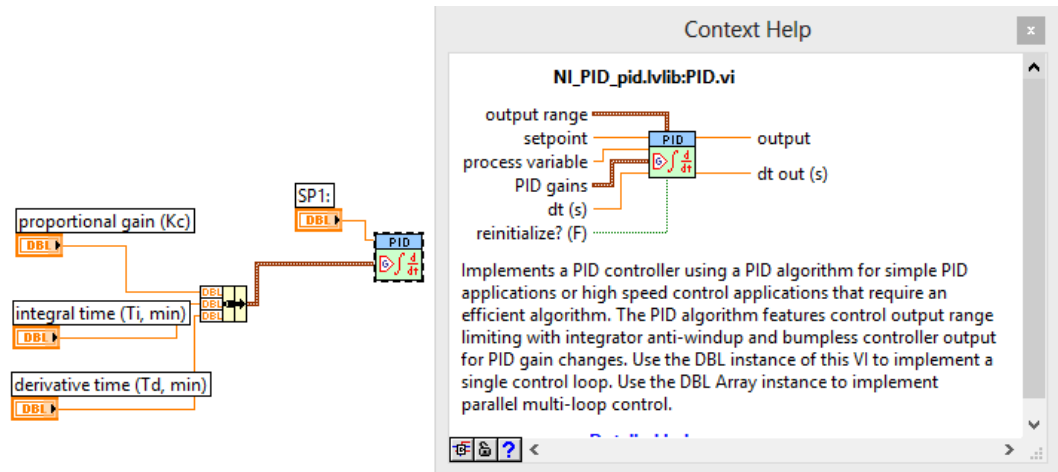 SP1:
DBL
proportional gain (Kc)
DBL
PID
G
d
dt
DBL
DBL
DBL
integral time (Ti, min)
DBL
derivative time (Td, min)
DBL
Context Help
x
NI_PID_pid.lvlib:PID.vi
output range
setpoint
process variable
PID gains
dt (s)
reinitialize? (F)
PID
G
d
dt
output
dt out (s)
Implements a PID controller using a PID algorithm for simple PID
applications or high speed control applications that require an
efficient algorithm. The PID algorithm features control output range
limiting with integrator anti-windup and bumpless controller output
for PID gain changes. Use the DBL instance of this VI to implement a
single control loop. Use the DBL Array instance to implement
parallel multi-loop control.
?